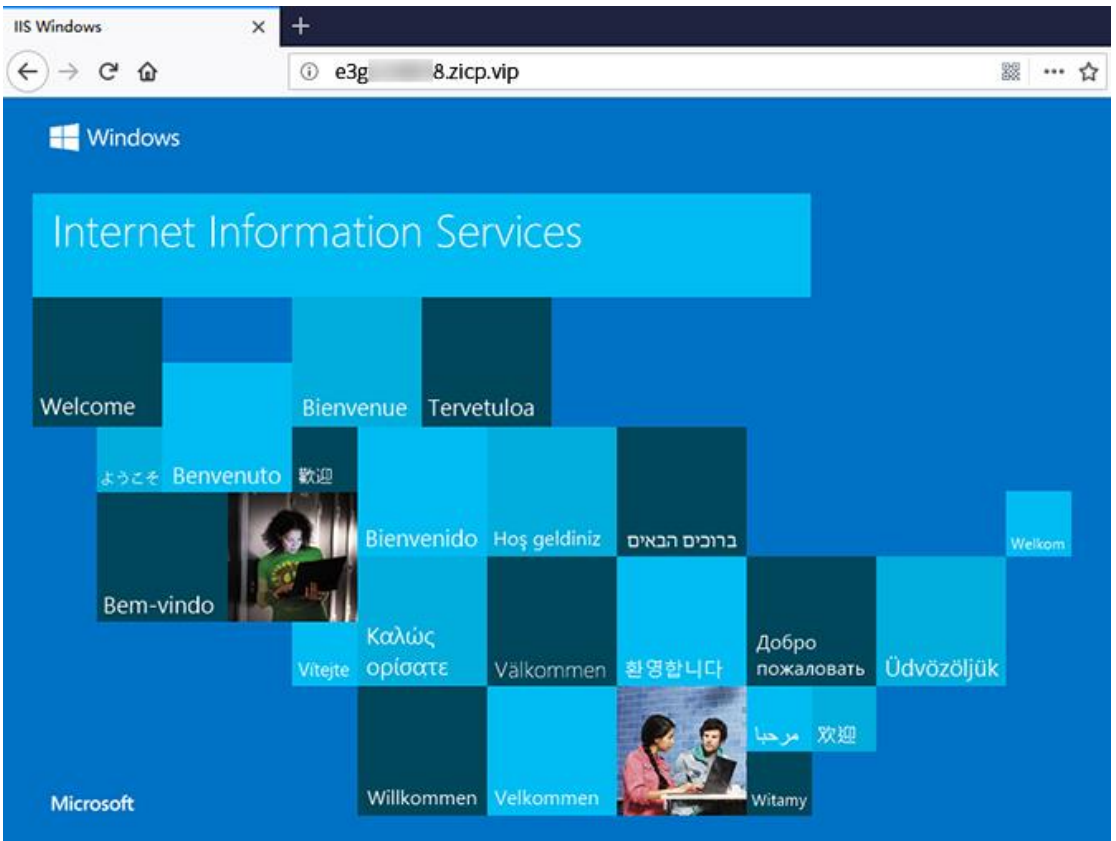 IIS Windows
e3g 8.zicp.vip
Windows
Internet Information Services
Welcome
Bienvenue
Tervetuloa
ようこそ
Benvenuto
歡迎
Bienvenido
Hoş geldiniz
ברוכים הבאים
Welkom
Bem-vindo
Vítejte
Καλώς
ορίσατε
Välkommen
환영합니다
Добро
пожаловать
Üdvözöljük
Microsoft
Willkommen
Velkommen
مرحبا
欢迎
Witamy